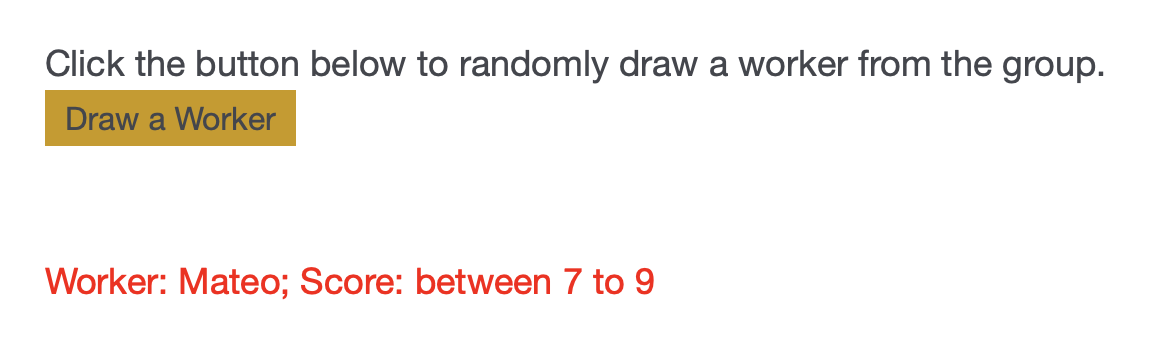 Click the button below to randomly draw a worker from the group.
Draw a Worker
Worker: Mateo; Score: between 7 to 9